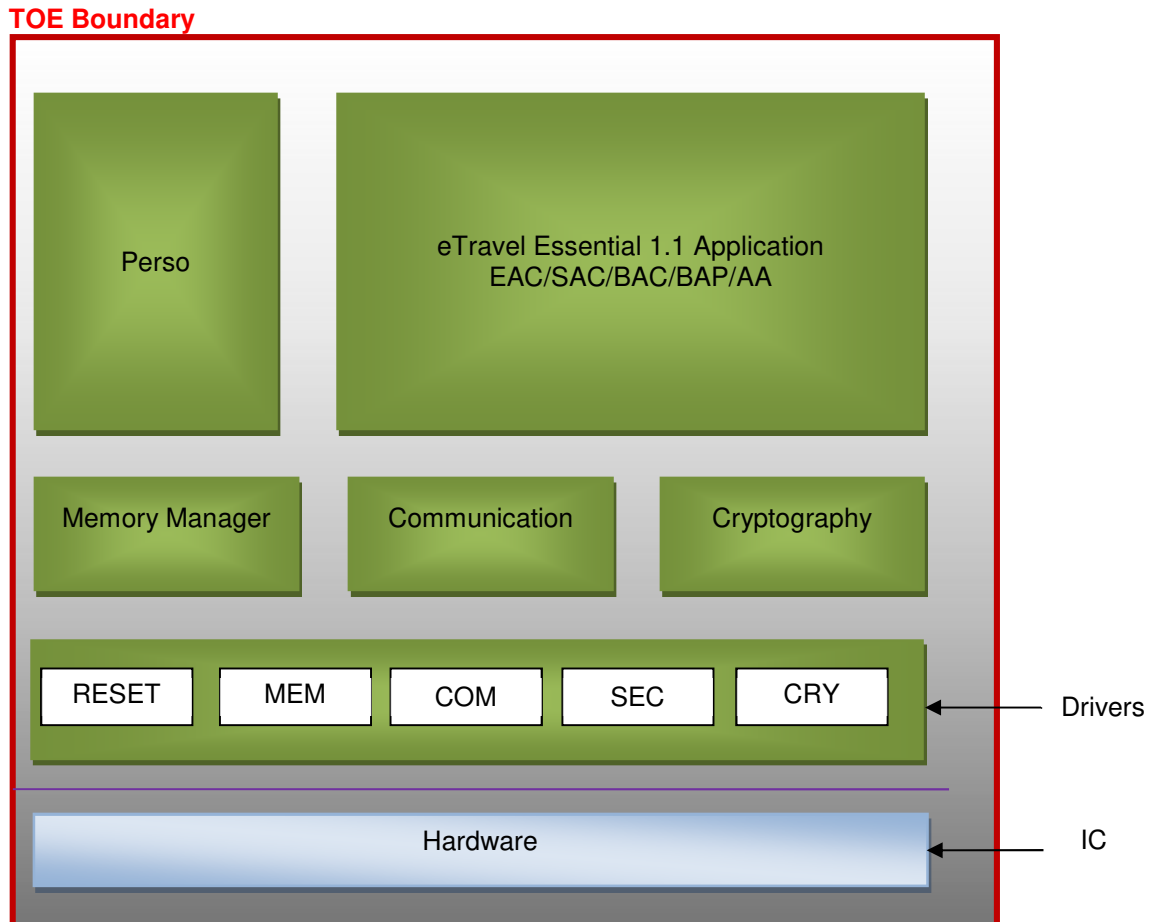 TOE Boundary
Perso
eTravel Essential 1.1 Application
EAC/SAC/BAC/BAP/AA
Memory Manager
Communication
Cryptography
RESET
MEM
COM
SEC
CRY
Drivers
Hardware
IC